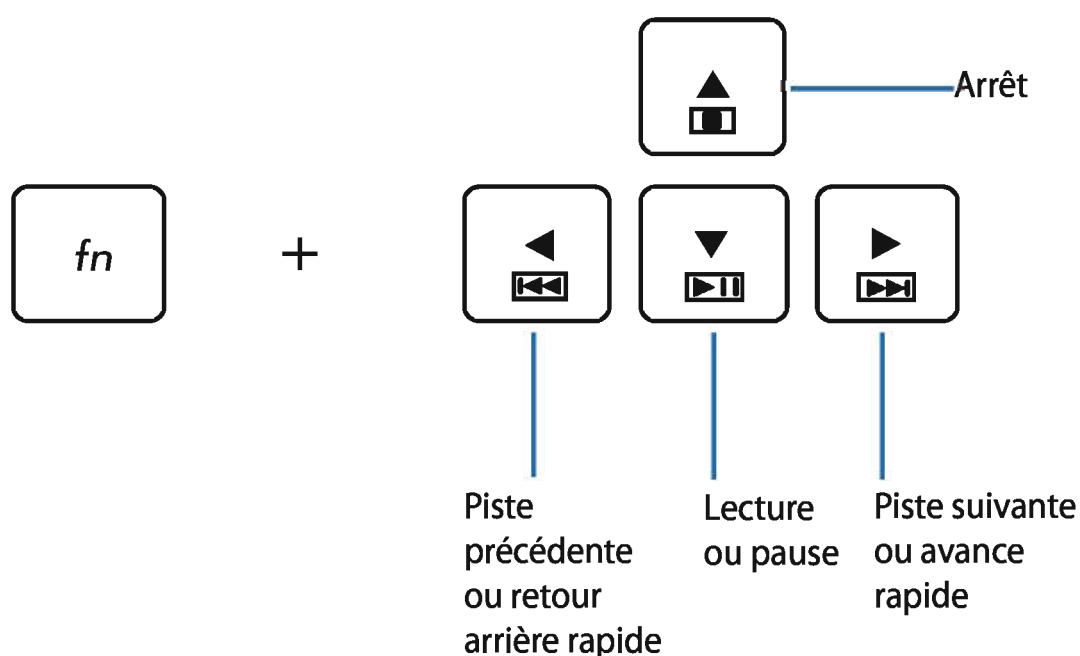 Arrêt
fn
+
Piste
précédente
ou retour
arrière rapide
Lecture
ou pause
Piste suivante
ou avance
rapide